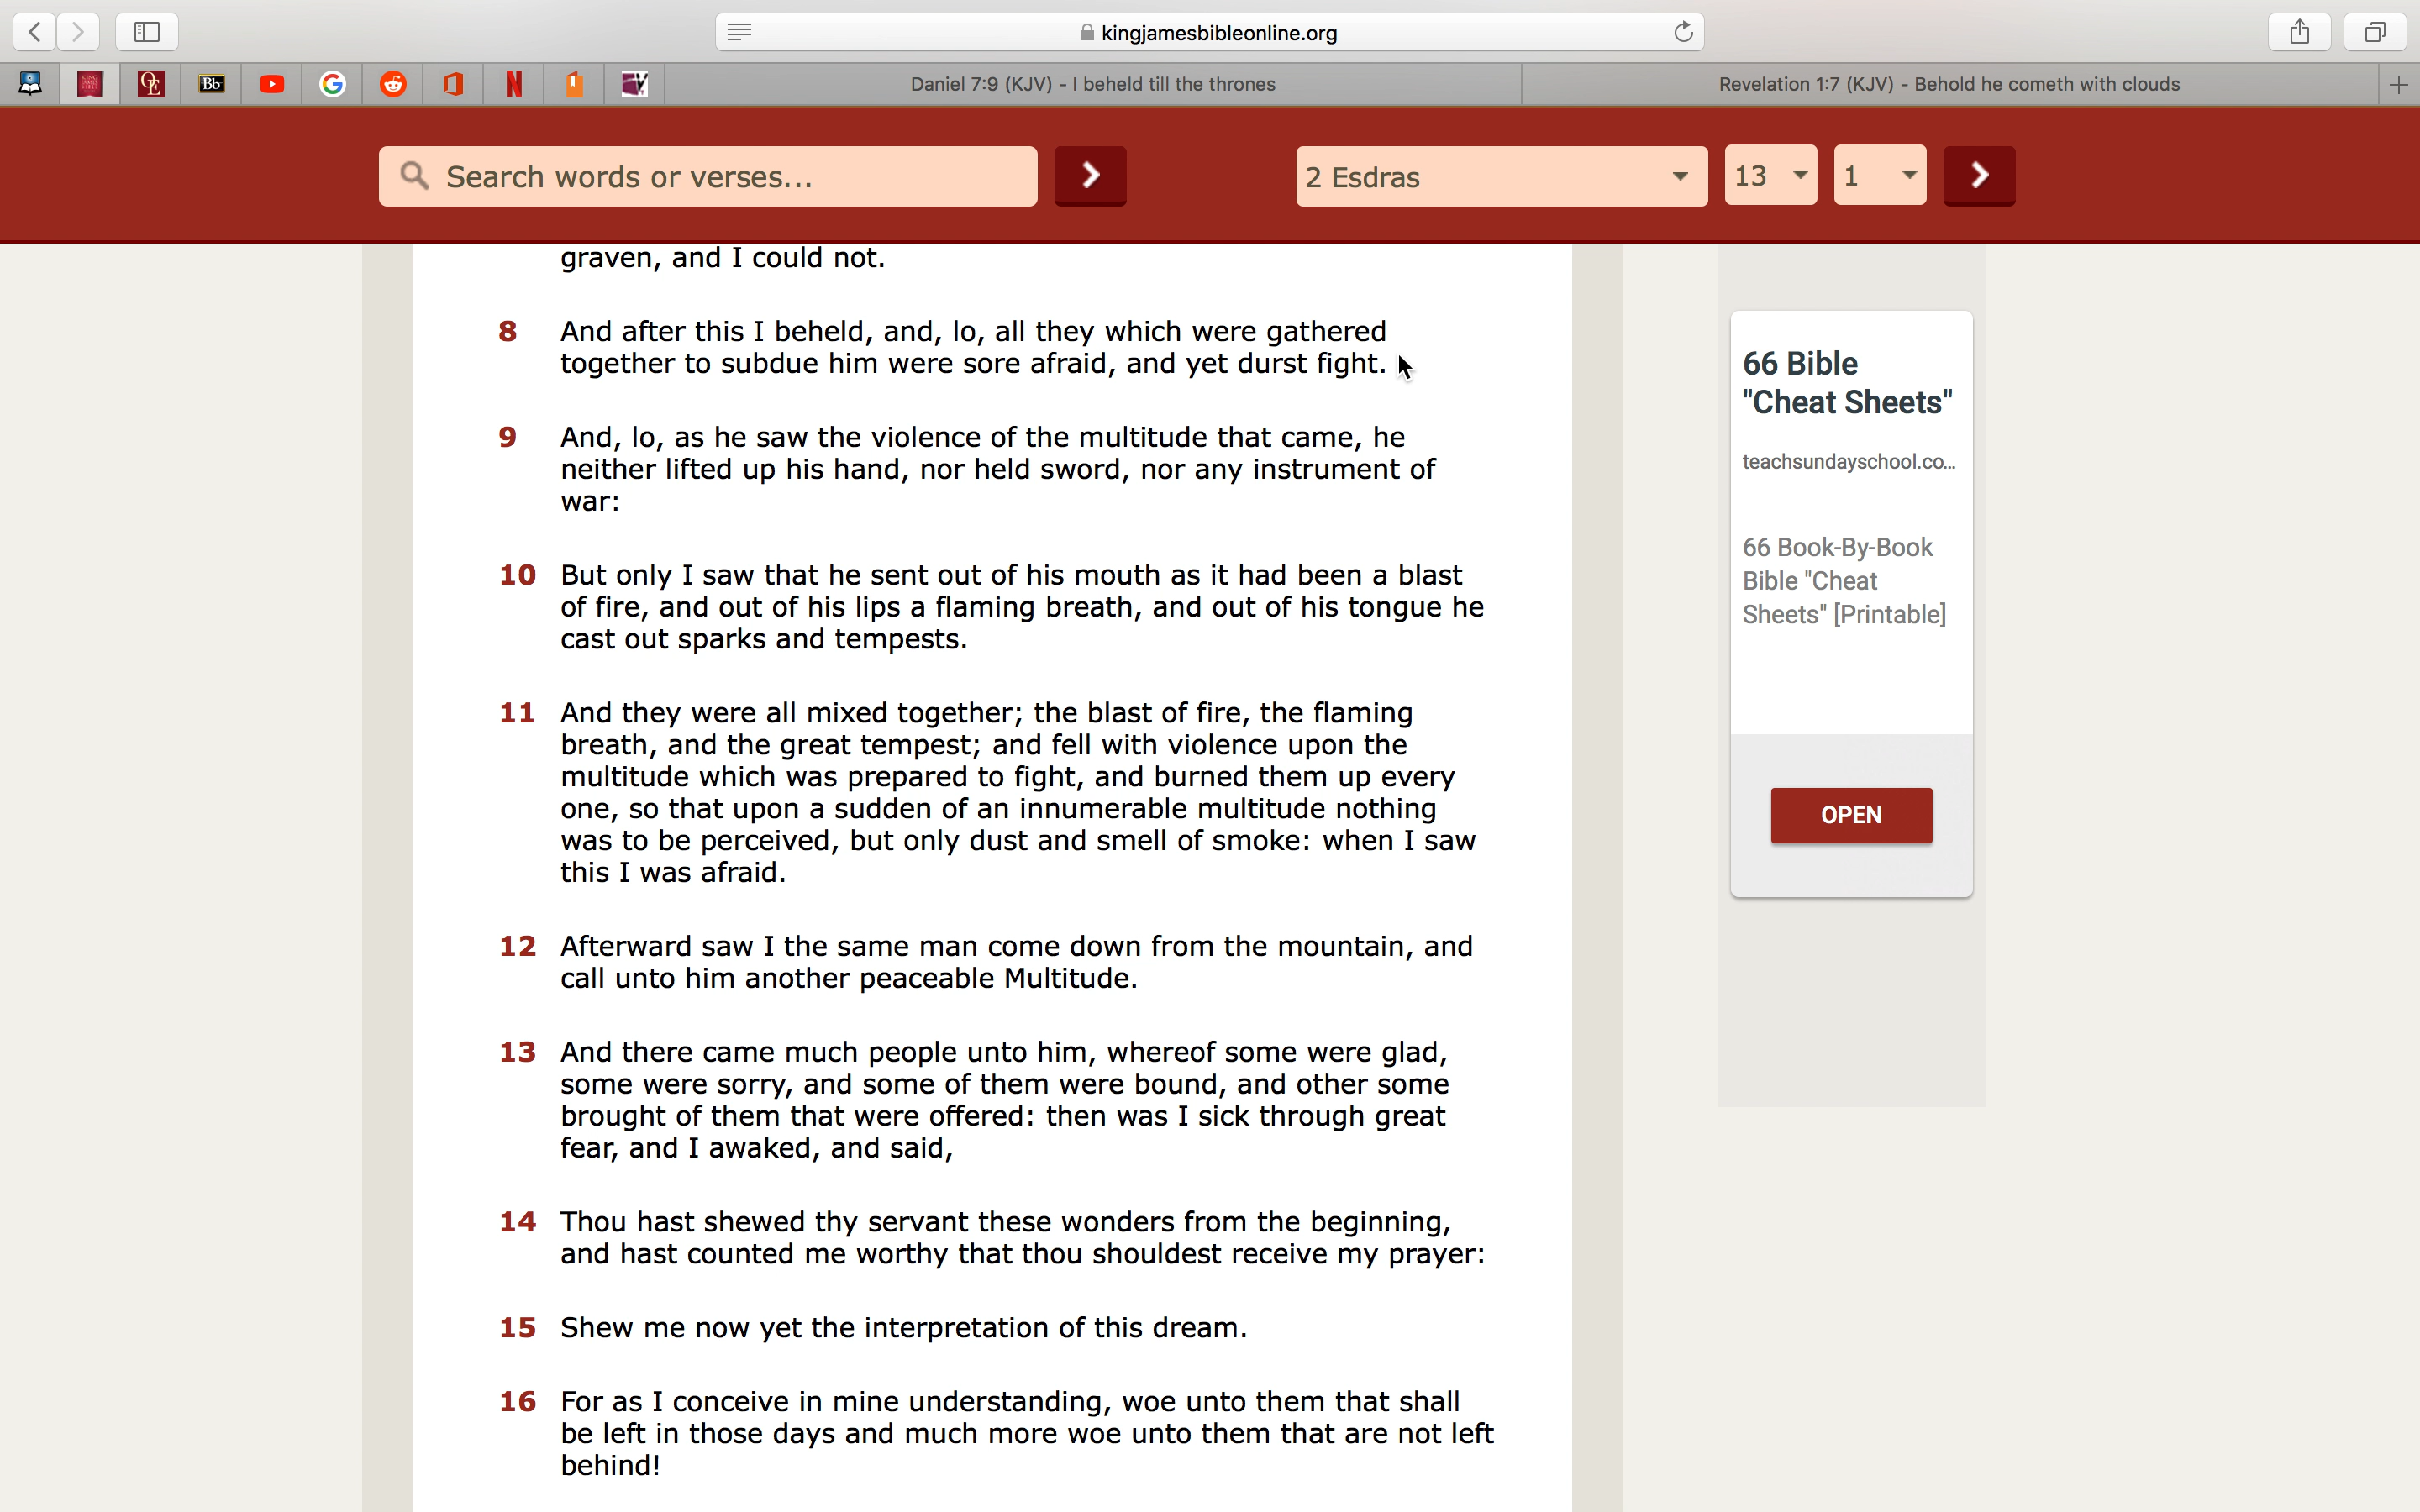 kingjamesbibleonline.org
Bb
Daniel 7:9 (KJV) - I beheld till the thrones
Revelation 1:7 (KJV) - Behold he cometh with clouds
Search words or verses...
2 Esdras
13
1
graven, and I could not.
8 And after this I beheld, and, lo, all they which were gathered
together to subdue him were sore afraid, and yet durst fight.
9 And, lo, as he saw the violence of the multitude that came, he
neither lifted up his hand, nor held sword, nor any instrument of
war:
10 But only I saw that he sent out of his mouth as it had been a blast
of fire, and out of his lips a flaming breath, and out of his tongue he
cast out sparks and tempests.
11 And they were all mixed together; the blast of fire, the flaming
breath, and the great tempest; and fell with violence upon the
multitude which was prepared to fight, and burned them up every
one, so that upon a sudden of an innumerable multitude nothing
was to be perceived, but only dust and smell of smoke: when I saw
this I was afraid.
12 Afterward saw I the same man come down from the mountain, and
call unto him another peaceable Multitude.
13 And there came much people unto him, whereof some were glad,
some were sorry, and some of them were bound, and other some
brought of them that were offered: then was I sick through great
fear, and I awaked, and said,
14 Thou hast shewed thy servant these wonders from the beginning,
and hast counted me worthy that thou shouldest receive my prayer:
15 Shew me now yet the interpretation of this dream.
16 For as I conceive in mine understanding, woe unto them that shall
be left in those days and much more woe unto them that are not left
behind!
66 Bible
"Cheat Sheets"
teachsundayschool.co...
66 Book-By-Book
Bible "Cheat
Sheets" [Printable]
OPEN